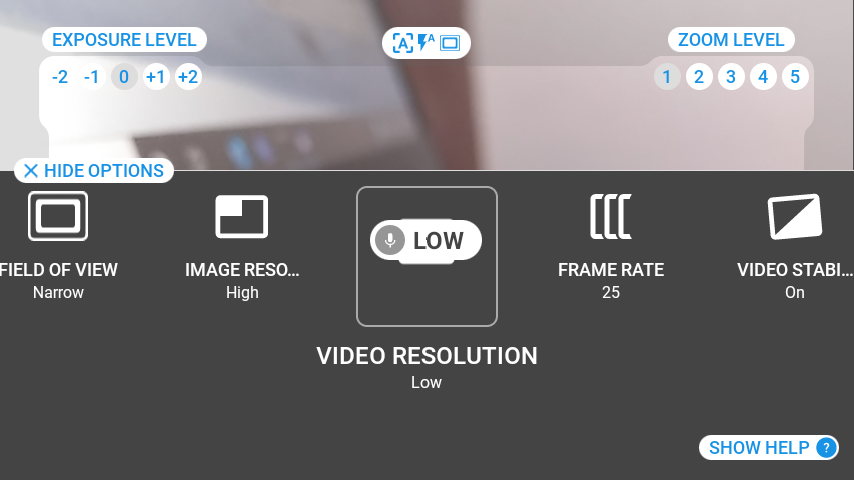 EXPOSURE LEVEL
A A
ZOOM LEVEL
-2 -1 0 +1 +2
1 2 3 4 5
HIDE OPTIONS
LOW
FIELD OF VIEW
Narrow
IMAGE RESO...
High
FRAME RATE
25
VIDEO STABI...
On
VIDEO RESOLUTION
Low
SHOW HELP ?